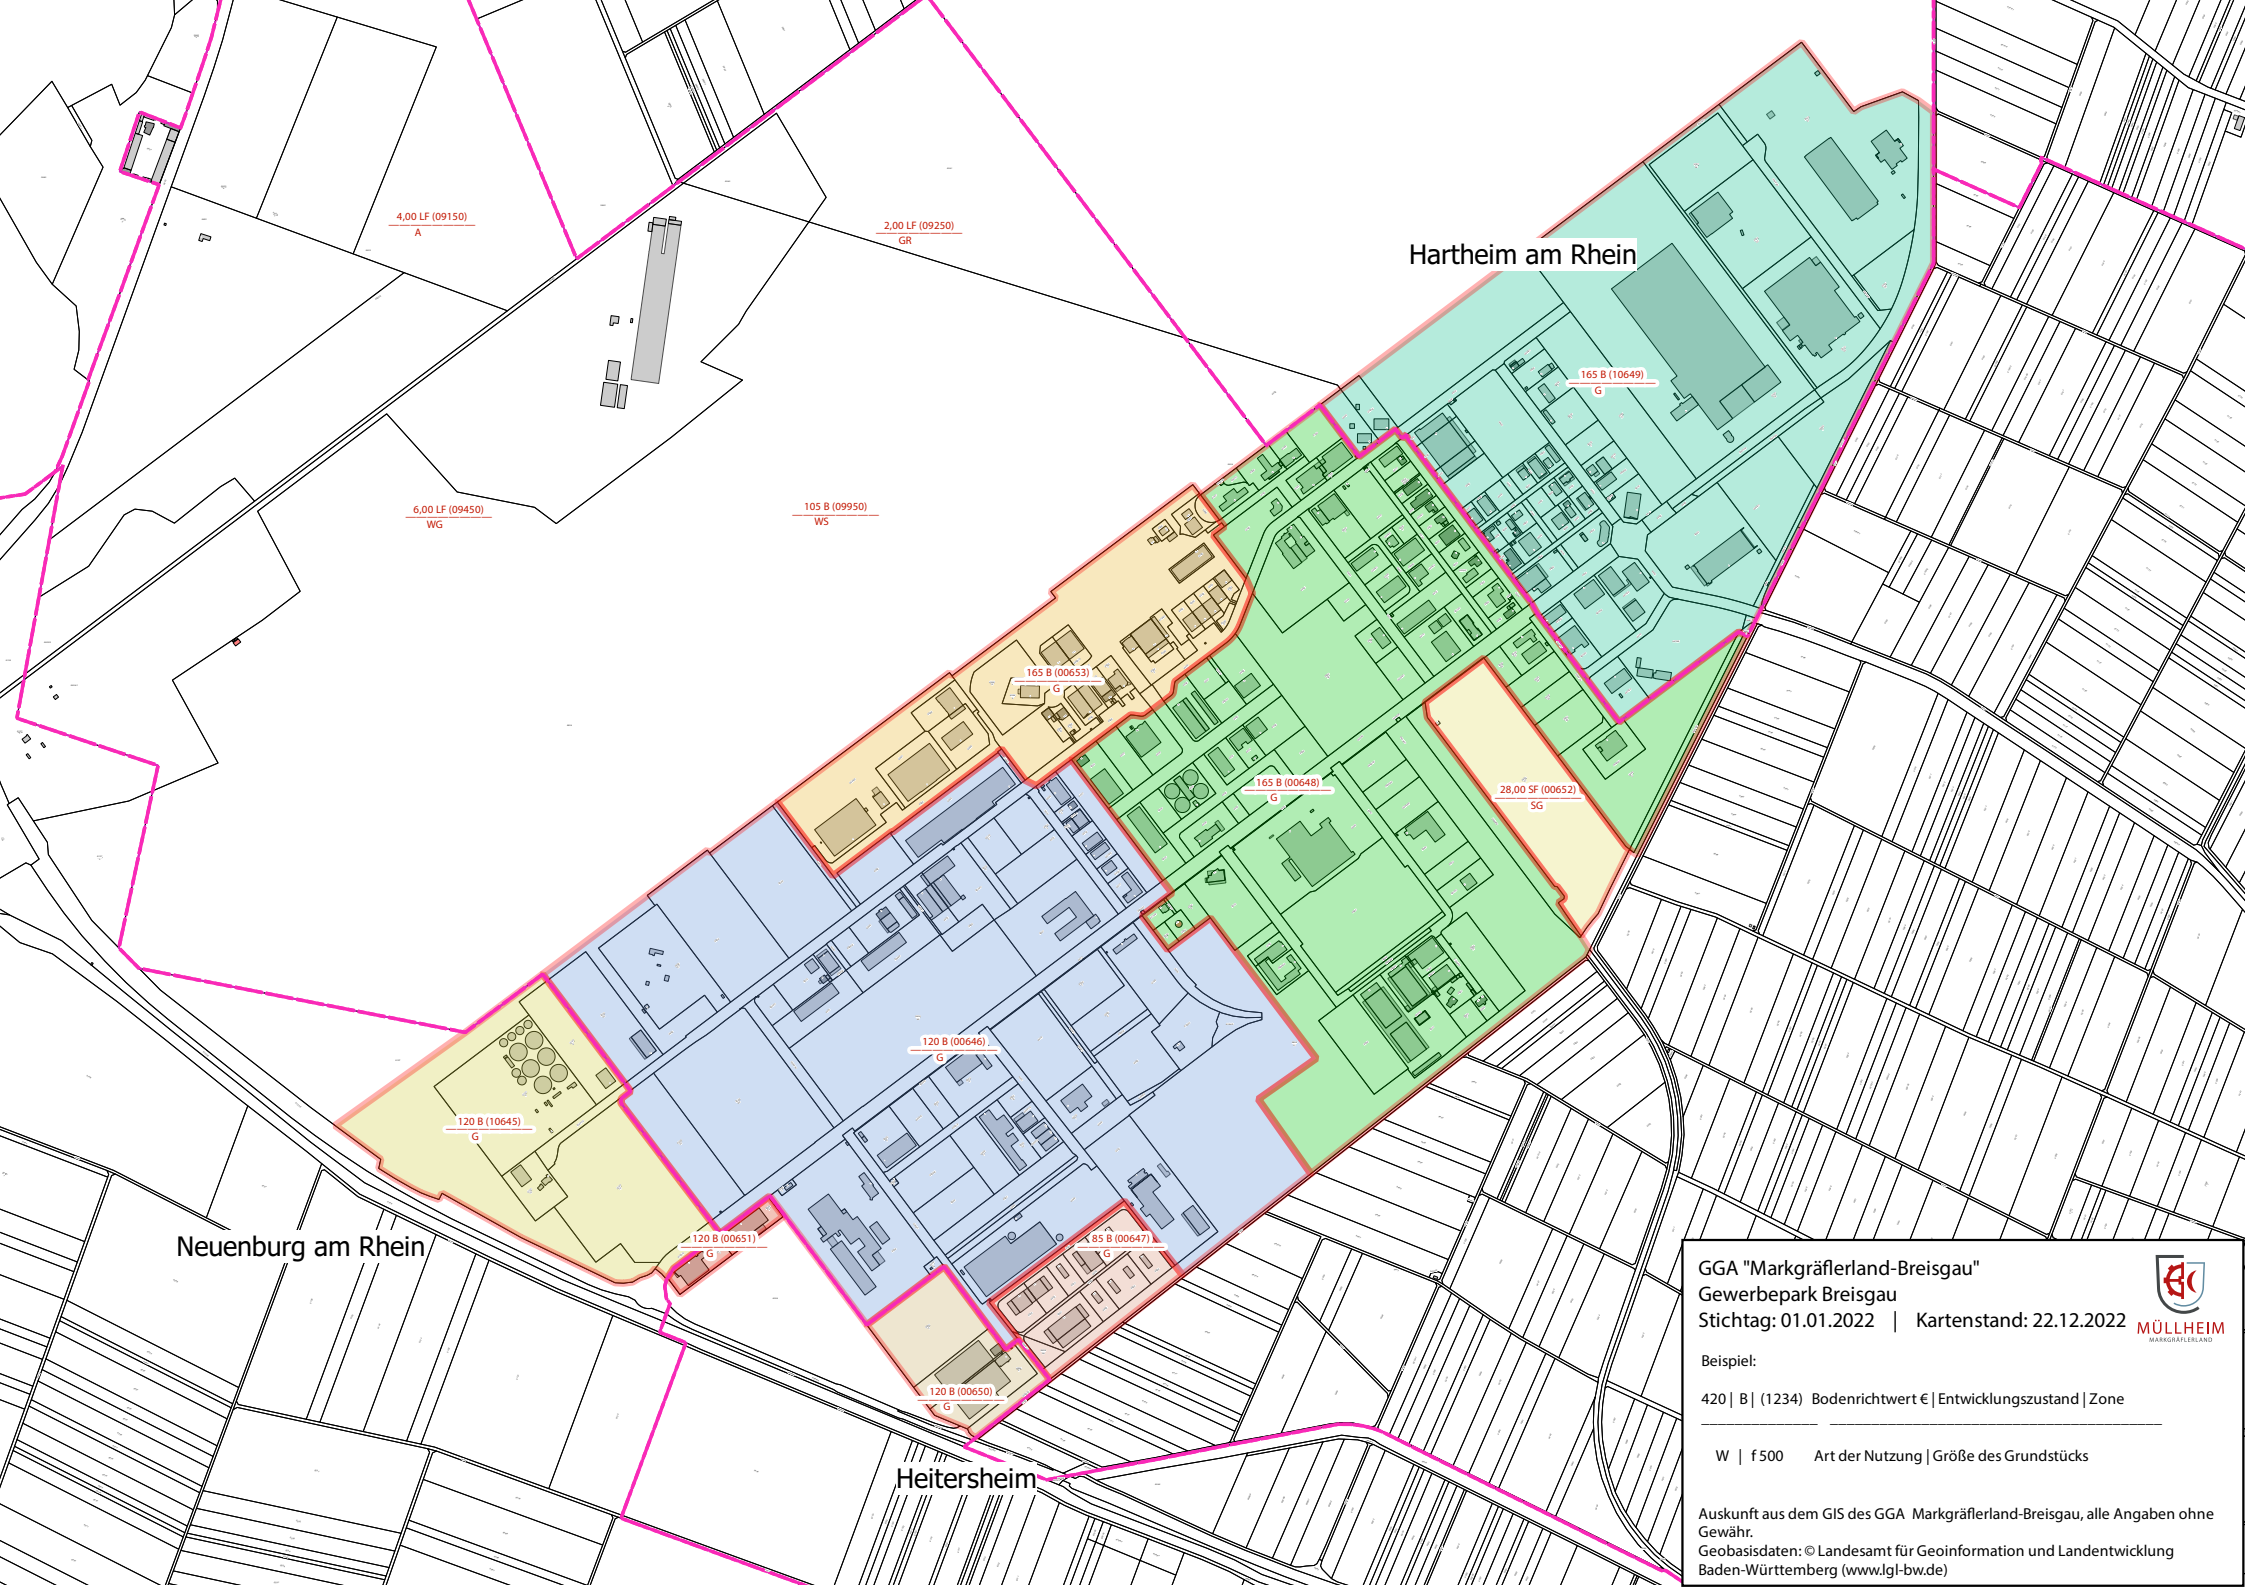 4,00 LF (09150)
A
2,00 LF (09250)
GR
Hartheim am Rhein
165 B (10649)
G
6,00 LF (09450)
WG
105 B (09950)
WS
165 B (00653)
G
165 B (00648)
G
28,00 SF (00652)
SG
120 B (00646)
G
120 B (10645)
G
120 B (00651)
G
85 B (00647)
G
Neuenburg am Rhein
120 B (00650)
G
Heitersheim
GGA "Markgräflerland-Breisgau"
Gewerbepark Breisgau
Stichtag: 01.01.2022 | Kartenstand: 22.12.2022
MÜLLHEIM
MARKGRÄFLERLAND
Beispiel:
420 | B | (1234) Bodenrichtwert € | Entwicklungszustand | Zone
W | f 500 Art der Nutzung | Größe des Grundstücks
Auskunft aus dem GIS des GGA Markgräflerland-Breisgau, alle Angaben ohne
Gewähr.
Geobasisdaten: © Landesamt für Geoinformation und Landentwicklung
Baden-Württemberg (www.lgl-bw.de)